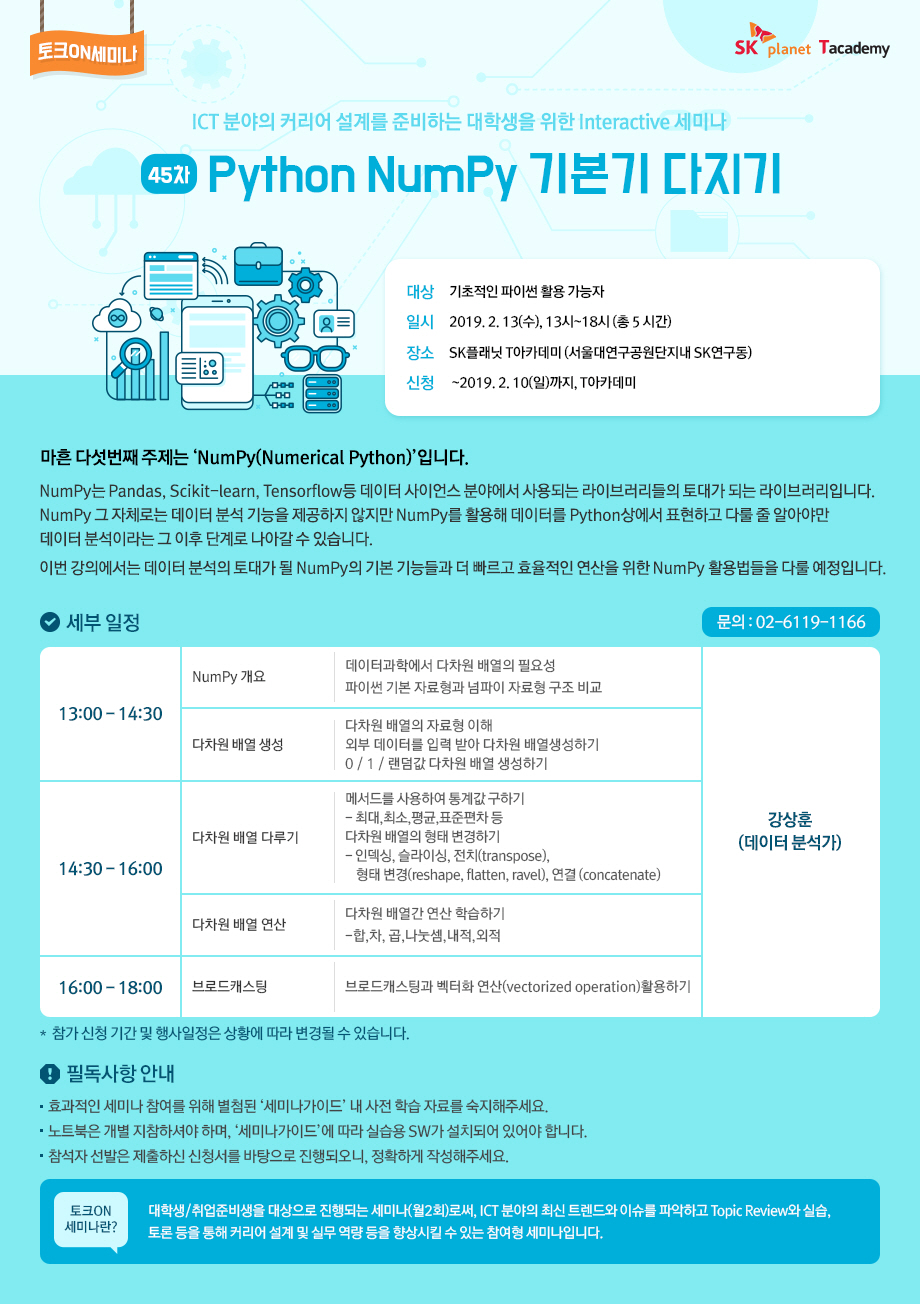 토크ON세미나
SK planet Tacademy
ICT 분야의 커리어 설계를 준비하는 대학생을 위한 Interactive 세미나
45차 Python NumPy 기본기 다지기
대상 기초적인 파이썬 활용 가능자
일시 2019. 2. 13(수), 13시~18시 (총 5 시간)
장소 SK플래닛 T아카데미 (서울대연구공원단지내 SK연구동)
신청 ~2019. 2. 10(일)까지, T아카데미
마흔 다섯번째 주제는 ‘NumPy(Numerical Python)’입니다.
NumPy는 Pandas, Scikit-learn, Tensorflow등 데이터 사이언스 분야에서 사용되는 라이브러리들의 토대가 되는 라이브러리입니다.
NumPy 그 자체로는 데이터 분석 기능을 제공하지 않지만 NumPy를 활용해 데이터를 Python상에서 표현하고 다룰 줄 알아야만
데이터 분석이라는 그 이후 단계로 나아갈 수 있습니다.
이번 강의에서는 데이터 분석의 토대가 될 NumPy의 기본 기능들과 더 빠르고 효율적인 연산을 위한 NumPy 활용법들을 다룰 예정입니다.
세부 일정
문의 : 02-6119-1166
13:00 - 14:30
NumPy 개요
데이터과학에서 다차원 배열의 필요성
파이썬 기본 자료형과 넘파이 자료형 구조 비교
다차원 배열 생성
다차원 배열의 자료형 이해
외부 데이터를 입력 받아 다차원 배열생성하기
0 / 1 / 랜덤값 다차원 배열 생성하기
14:30 - 16:00
다차원 배열 다루기
메서드를 사용하여 통계값 구하기
- 최대,최소,평균,표준편차 등
다차원 배열의 형태 변경하기
- 인덱싱, 슬라이싱, 전치(transpose),
형태 변경(reshape, flatten, ravel), 연결 (concatenate)
다차원 배열 연산
다차원 배열간 연산 학습하기
-합,차, 곱,나눗셈,내적,외적
16:00 - 18:00
브로드캐스팅
브로드캐스팅과 벡터화 연산(vectorized operation)활용하기
강상훈
(데이터 분석가)
* 참가 신청 기간 및 행사일정은 상황에 따라 변경될 수 있습니다.
필독사항 안내
· 효과적인 세미나 참여를 위해 별첨된 ‘세미나가이드’ 내 사전 학습 자료를 숙지해주세요.
· 노트북은 개별 지참하셔야 하며, ‘세미나가이드’에 따라 실습용 SW가 설치되어 있어야 합니다.
· 참석자 선발은 제출하신 신청서를 바탕으로 진행되오니, 정확하게 작성해주세요.
토크ON
세미나란?
대학생/취업준비생을 대상으로 진행되는 세미나(월2회)로써, ICT 분야의 최신 트렌드와 이슈를 파악하고 Topic Review와 실습,
토론 등을 통해 커리어 설계 및 실무 역량 등을 향상시킬 수 있는 참여형 세미나입니다.